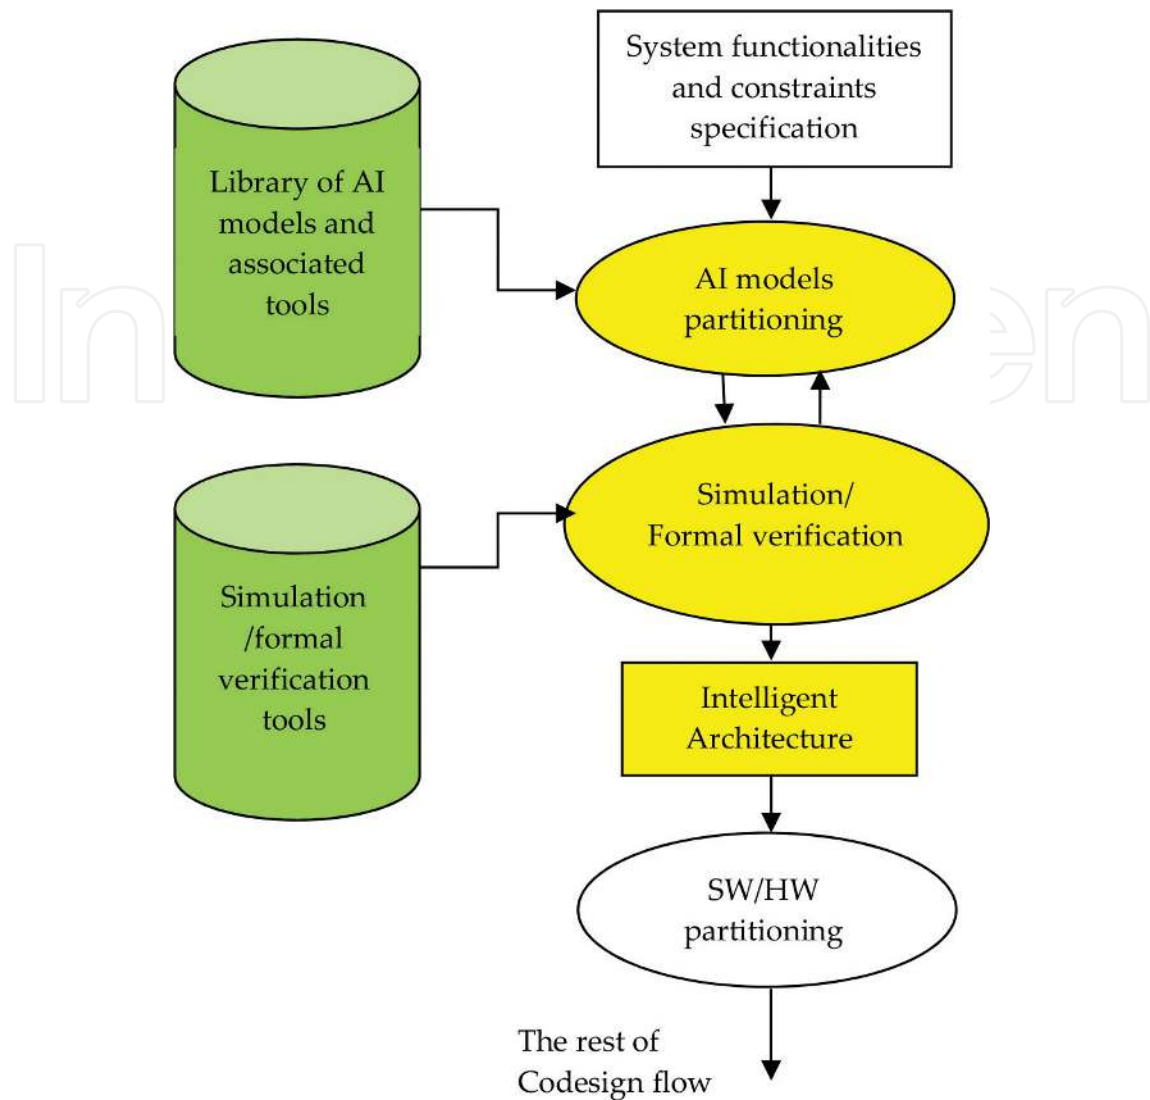 System functionalities
and constraints
specification
Library of AI
models and
associated
tools
AI models
partitioning
Simulation/
Formal verification
Simulation
/formal
verification
tools
Intelligent
Architecture
SW/HW
partitioning
The rest of
Codesign flow